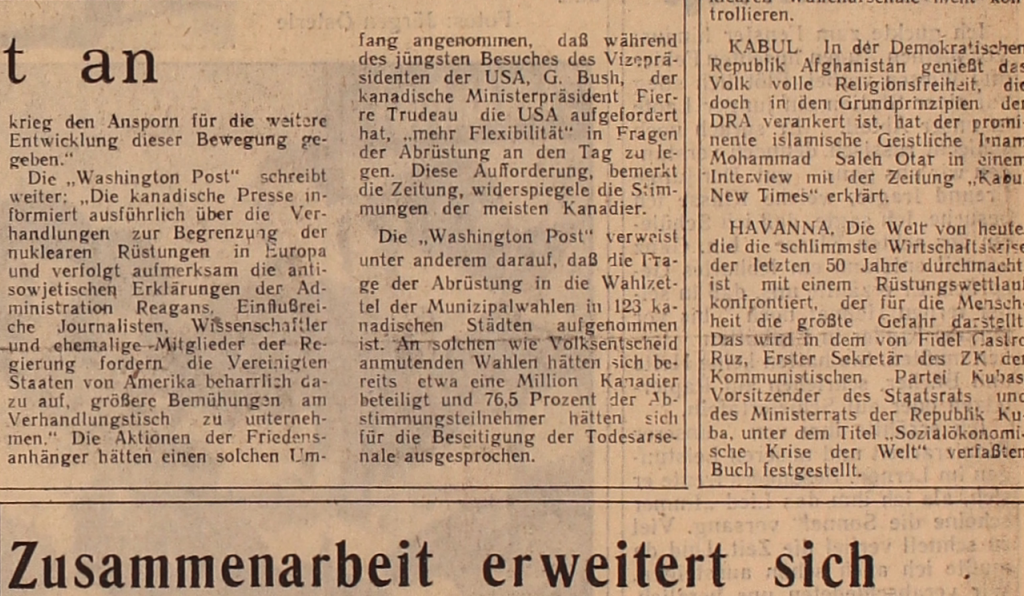 t an
krieg den Ansporn für die weitere
Entwicklung dieser Bewegung ge-
geben."
Die „Washington Post" schreibt
weiter: „Die kanadische Presse in-
formiert ausführlich über die Ver-
handlungen zur Begrenzung der
nuklearen Rüstungen in Europa
und verfolgt aufmerksam die anti-
sowjetischen Erklärungen der Ad-
ministration Reagans. Einflußrei-
che Journalisten, Wissenschaftler
und ehemalige Mitglieder der Re-
gierung fordern die Vereinigten
Staaten von Amerika beharrlich da-
zu auf, größere Bemühungen am
Verhandlungstisch zu unterneh-
men." Die Aktionen der Friedens-
anhänger hätten einen solchen Um-
fang angenommen, daß während
des jüngsten Besuches des Vizeprä-
sidenten der USA, G. Bush, der
kanadische Ministerpräsident Pier-
re Trudeau die USA aufgefordert
hat, „mehr Flexibilität" in Fragen
der Abrüstung an den Tag zu le-
gen. Diese Aufforderung, bemerkt
die Zeitung, widerspiegele die Stim-
mungen der meisten Kanadier.
Die „Washington Post" verweist
unter anderem darauf, daß die Fra-
ge der Abrüstung in die Wahlzet-
tel der Munizipalwahlen in 123 ka-
nadischen Städten aufgenommen
ist. An solchen wie Volksentscheid
anmutenden Wahlen hätten sich be-
reits etwa eine Million Kanadier
beteiligt und 76,5 Prozent der Ab-
stimmungsteilnehmer hätten sich
für die Beseitigung der Todesarse-
nale ausgesprochen.
trollieren.
KABUL. In der Demokratischen
Republik Afghanistan genießt das
Volk volle Religionsfreiheit, die
doch in den Grundprinzipien der
DRA verankert ist, hat der promi-
nente islamische Geistliche Imam
Mohammad Saleh Otar in einem
Interview mit der Zeitung „Kabul
New Times" erklärt.
HAVANNA. Die Welt von heute,
die die schlimmste Wirtschaftskrise
der letzten 50 Jahre durchmacht,
ist mit einem Rüstungswettlauf
konfrontiert, der für die Mensch-
heit die größte Gefahr darstellt.
Das wird in dem von Fidel Castro
Ruz, Erster Sekretär des ZK der
Kommunistischen Partei Kubas,
Vorsitzender des Staatsrats und
des Ministerrats der Republik Ku-
ba, unter dem Titel „Sozialökonomi-
sche Krise der Welt" verfaßten
Buch festgestellt.
Zusammenarbeit erweitert sich